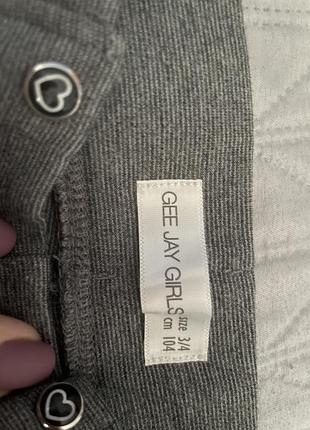 GEE JAY GIRLS
size 3/4
cm 104